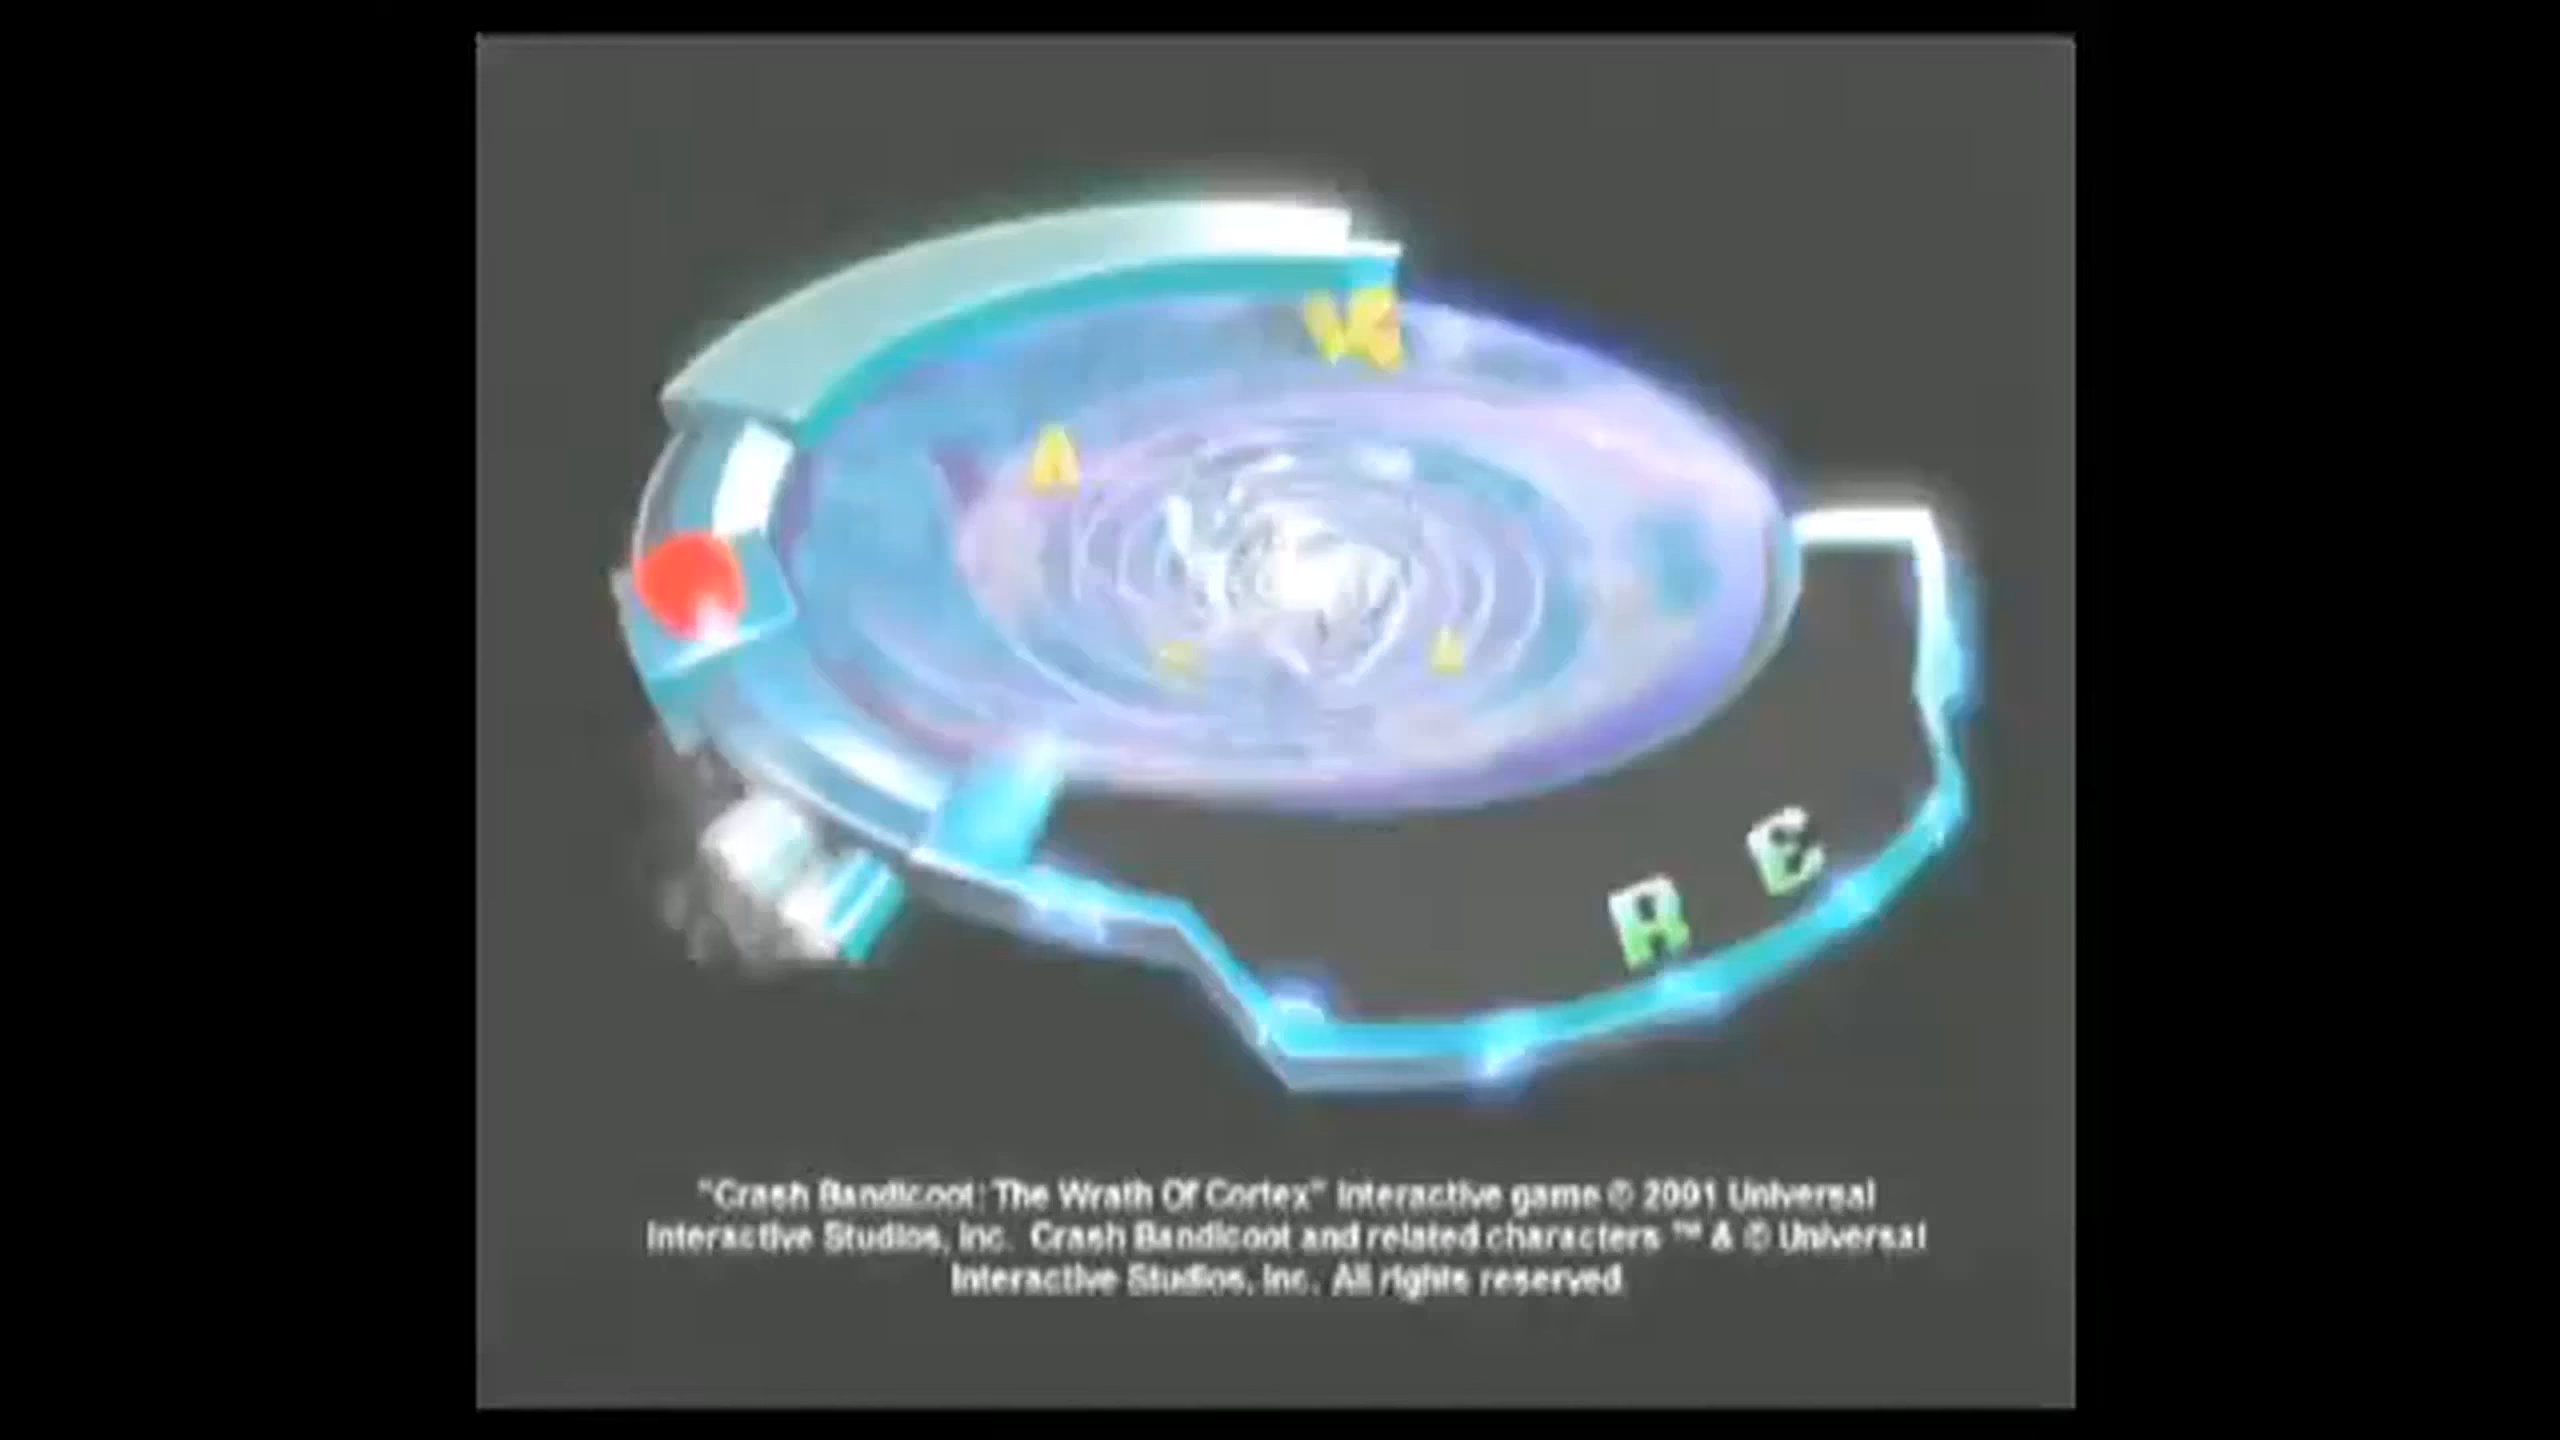 W
A
R
E
"Crash Bandicoot: The Wrath Of Cortex" interactive game © 2001 Universal
Interactive Studios, Inc. Crash Bandicoot and related characters ™ & © Universal
Interactive Studios, Inc. All rights reserved.